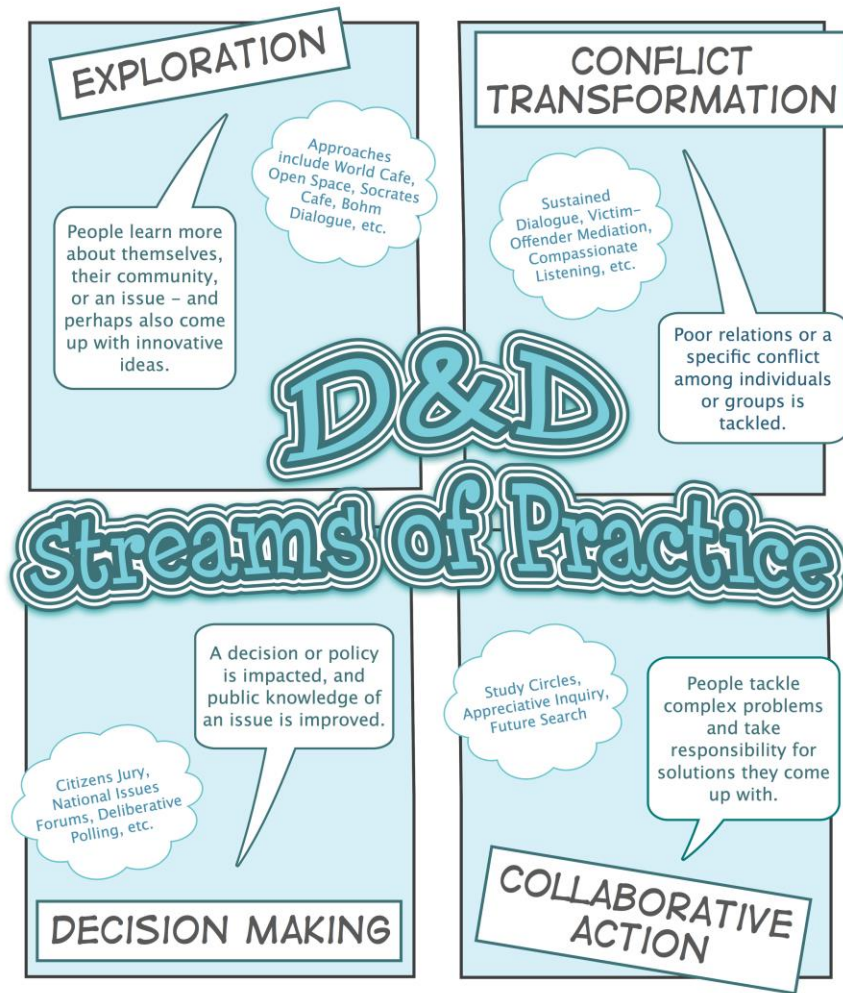 EXPLORATION
Approaches
include World Cafe,
Open Space, Socrates
Cafe, Bohm
Dialogue, etc.
People learn more
about themselves,
their community,
or an issue – and
perhaps also come
up with innovative
ideas.
CONFLICT
TRANSFORMATION
Sustained
Dialogue, Victim-
Offender Mediation,
Compassionate
Listening, etc.
Poor relations or a
specific conflict
among individuals
or groups is
tackled.
D&D
Streams of Practice
A decision or policy
is impacted, and
public knowledge of
an issue is improved.
Citizens Jury,
National Issues
Forums, Deliberative
Polling, etc.
DECISION MAKING
Study Circles,
Appreciative Inquiry,
Future Search
People tackle
complex problems
and take
responsibility for
solutions they come
up with.
COLLABORATIVE
ACTION